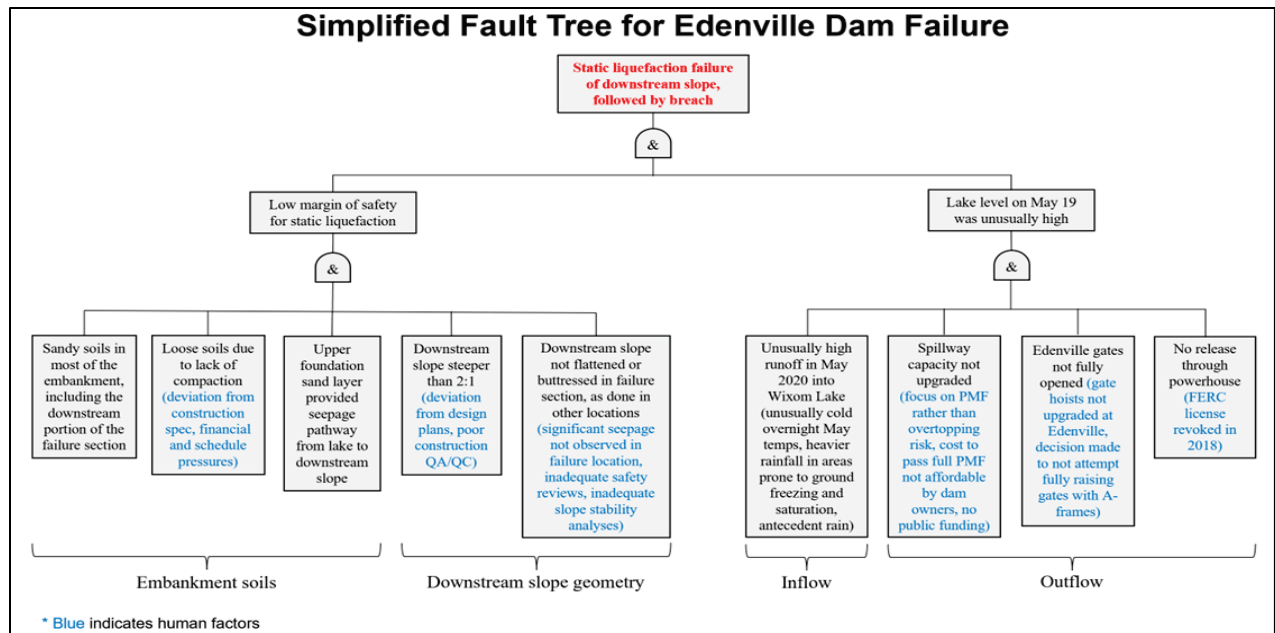 Simplified Fault Tree for Edenville Dam Failure
Static liquefaction failure
of downstream slope,
followed by breach
&
Low margin of safety
for static liquefaction
Lake level on May 19
was unusually high
&
&
Sandy soils in
most of the
embankment,
including the
downstream
portion of the
failure section
Loose soils due
to lack of
compaction
(deviation from
construction
spec, financial
and schedule
pressures)
Upper
foundation
sand layer
provided
seepage
pathway
from lake to
downstream
slope
Downstream
slope steeper
than 2:1
(deviation
from design
plans, poor
construction
QA/QC)
Downstream slope
not flattened or
buttressed in failure
section, as done in
other locations
(significant seepage
not observed in
failure location,
inadequate safety
reviews, inadequate
slope stability
analyses)
Unusually high
runoff in May
2020 into
Wixom Lake
(unusually cold
overnight May
temps, heavier
rainfall in areas
prone to ground
freezing and
saturation,
antecedent rain)
Spillway
capacity not
upgraded
(focus on PMF
rather than
overtopping
risk, cost to
pass full PMF
not affordable
by dam
owners, no
public funding)
Edenville gates
not fully
opened (gate
hoists not
upgraded at
Edenville,
decision made
to not attempt
fully raising
gates with A-
frames)
No release
through
powerhouse
(FERC
license
revoked in
2018)
Embankment soils
Downstream slope geometry
Inflow
Outflow
* Blue indicates human factors